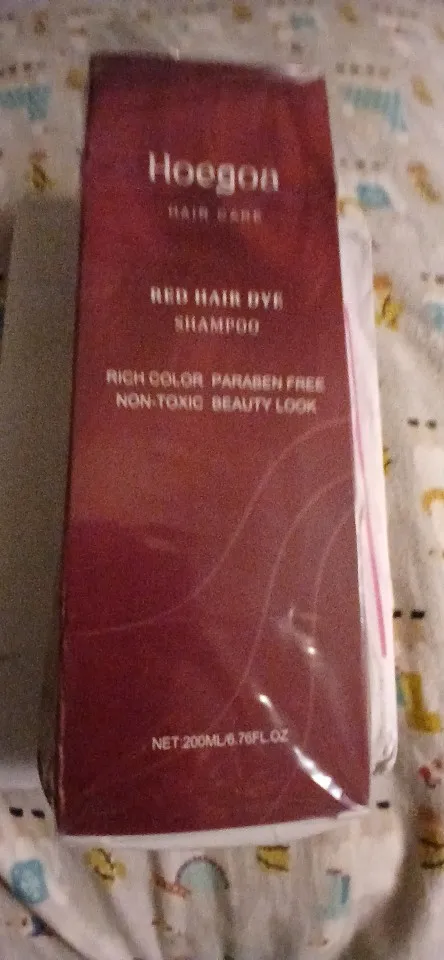 Hoegoa
HAIR CARE
RED HAIR DYE
SHAMPOO
RICH COLOR PARABEN FREE
NON-TOXIC BEAUTY LOOK
NET:200ML/6.76FL.OZ